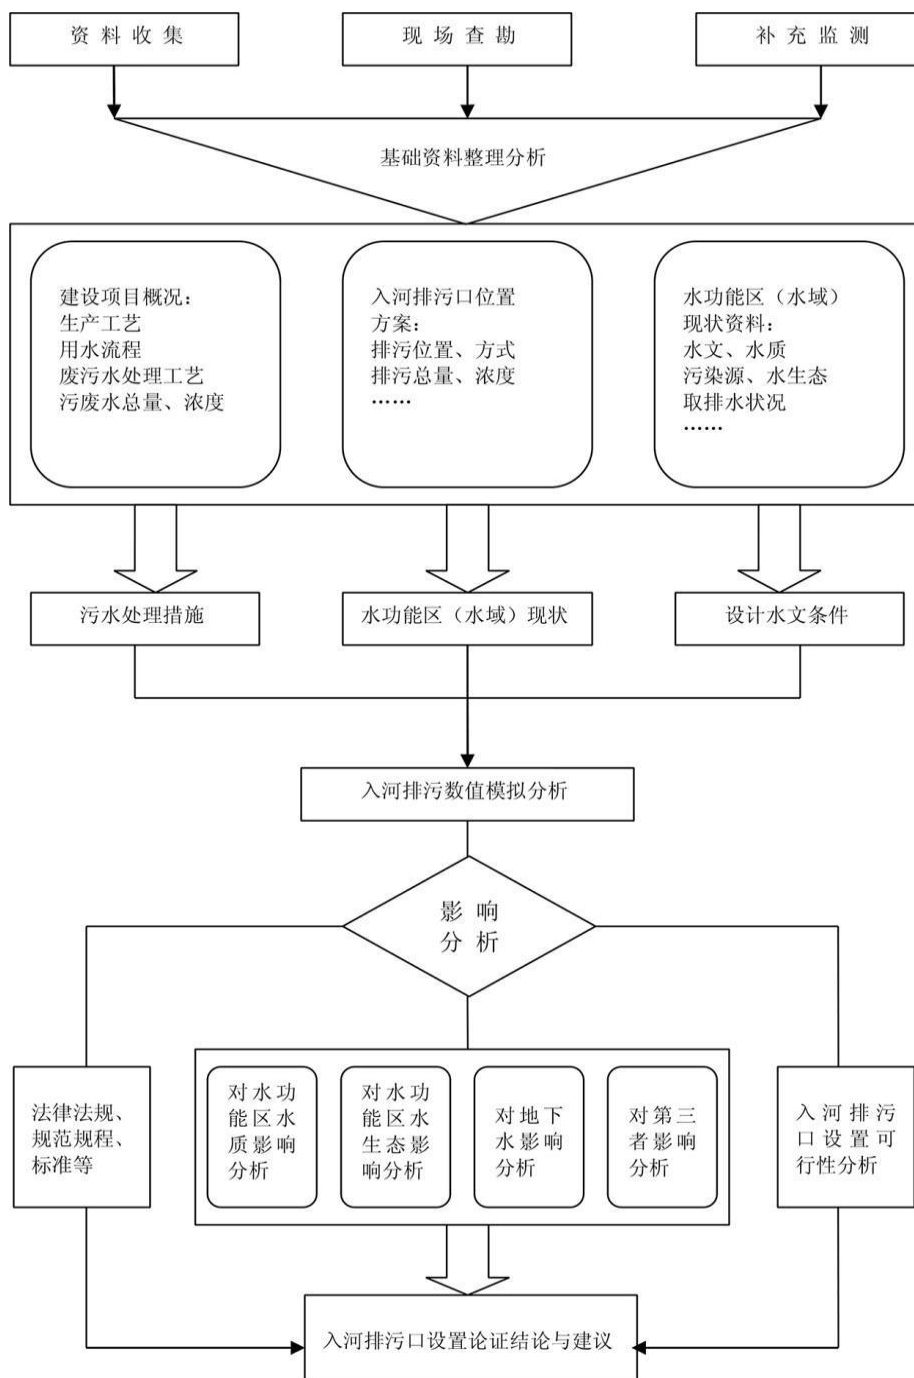 资料收集
现场查勘
补充监测
基础资料整理分析
建设项目概况：
生产工艺
用水流程
废污水处理工艺
污废水总量、浓度
入河排污口位置
方案：
排污位置、方式
排污总量、浓度
……
水功能区（水域）
现状资料：
水文、水质
污染源、水生态
取排水状况
……
污水处理措施
水功能区（水域）现状
设计水文条件
入河排污数值模拟分析
影响
分析
法律法规、
规范规程、
标准等
对水功
能区水
质影响
分析
对水功
能区水
生态影
响分析
对地下
水影响
分析
对第三
者影响
分析
入河排污
口设置可
行性分析
入河排污口设置论证结论与建议